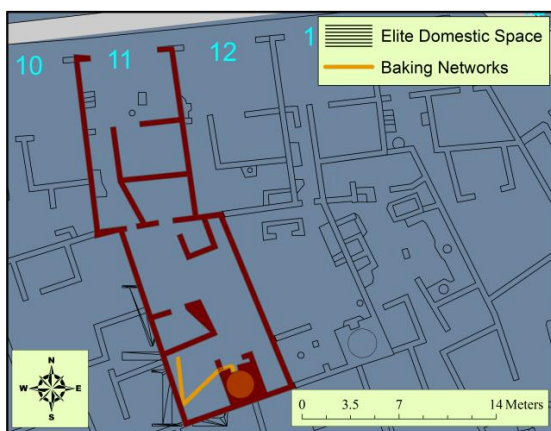 10 11 12 1
Elite Domestic Space
Baking Networks
N
W E
S
0 3.5 7 14 Meters